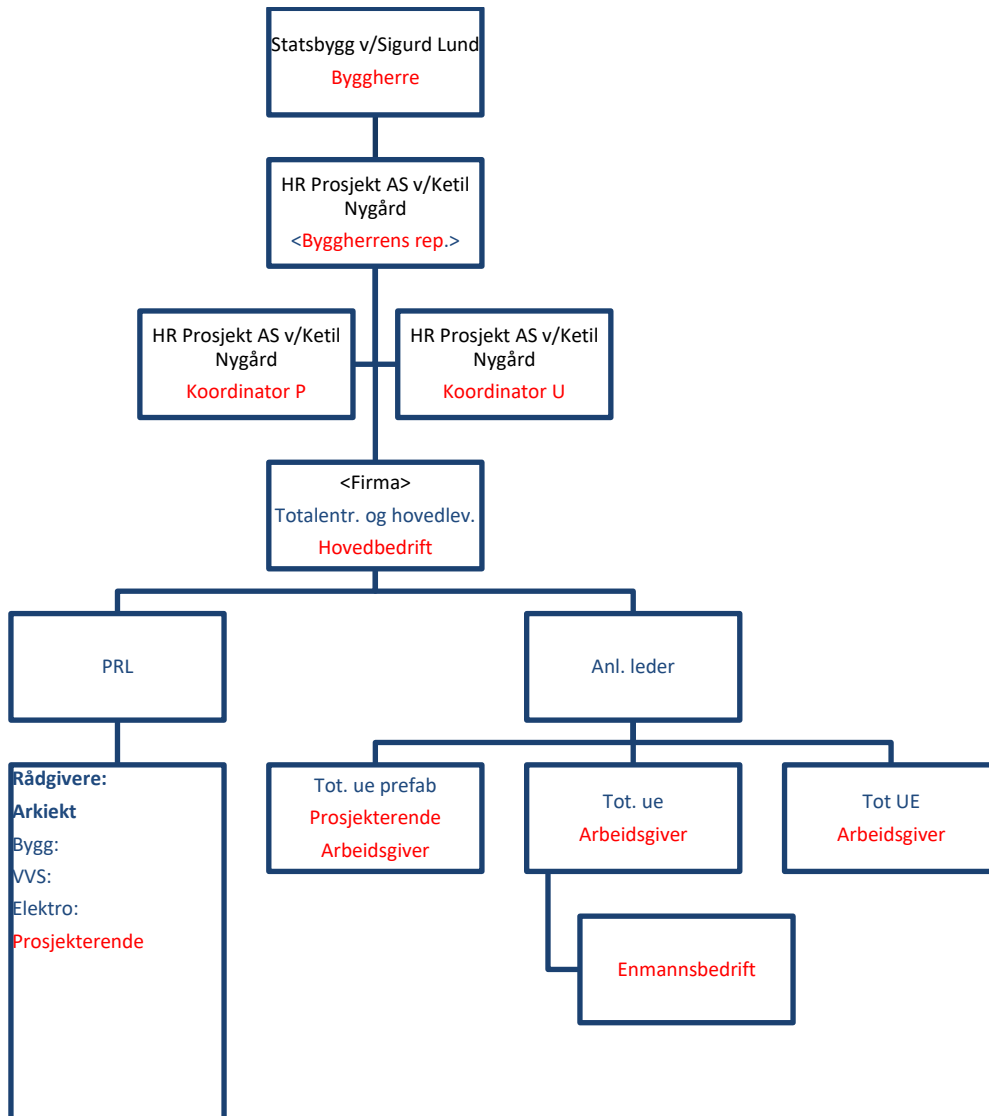 Statsbygg v/Sigurd Lund
Byggherre
HR Prosjekt AS v/Ketil
Nygård
<Byggherrens rep.>
HR Prosjekt AS v/Ketil
Nygård
Koordinator P
HR Prosjekt AS v/Ketil
Nygård
Koordinator U
<Firma>
Totalentr. og hovedlev.
Hovedbedrift
PRL
Anl. leder
Rådgivere:
Arkiekt
Bygg:
VVS:
Elektro:
Prosjekterende
Tot. ue prefab
Prosjekterende
Arbeidsgiver
Tot. ue
Arbeidsgiver
Tot UE
Arbeidsgiver
Enmannsbedrift